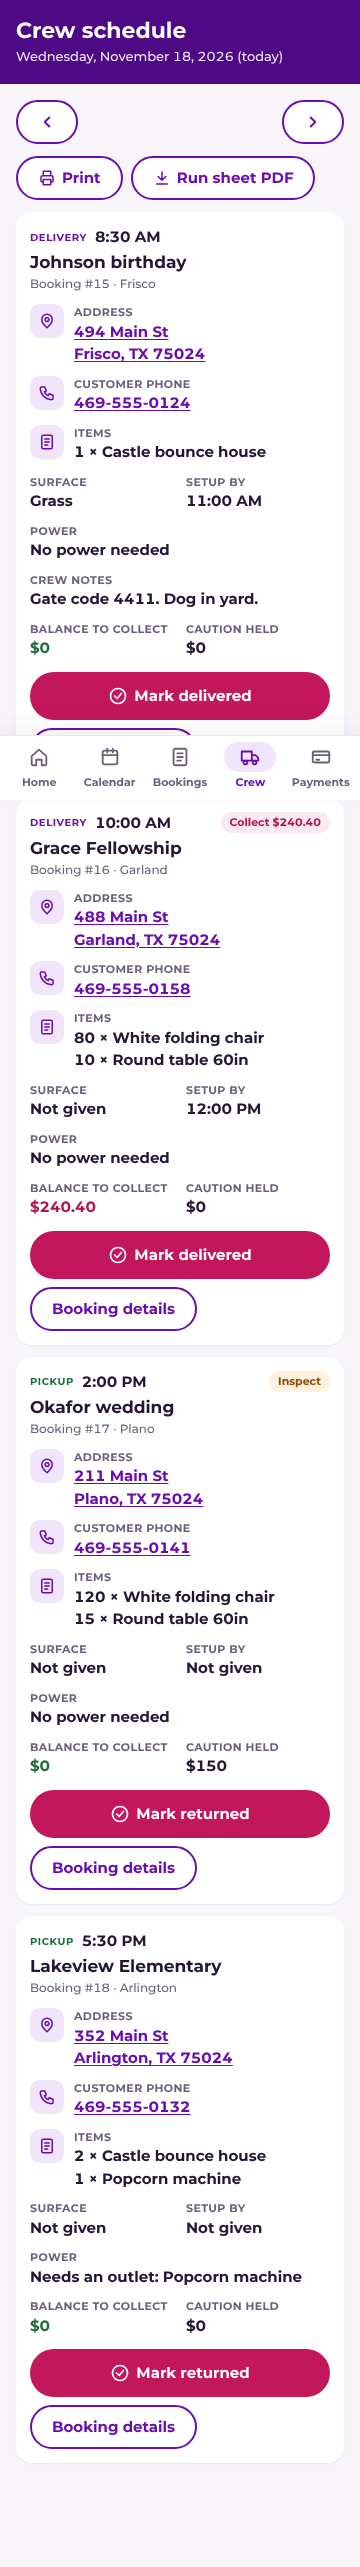 Crew schedule
Wednesday, November 18, 2026 (today)
Print
Run sheet PDF
DELIVERY 8:30 AM
Johnson birthday
Booking #15 · Frisco
ADDRESS
494 Main St
Frisco, TX 75024
CUSTOMER PHONE
469-555-0124
ITEMS
1 × Castle bounce house
SURFACE
Grass
SETUP BY
11:00 AM
POWER
No power needed
CREW NOTES
Gate code 4411. Dog in yard.
BALANCE TO COLLECT
$0
CAUTION HELD
$0
Mark delivered
Home
Calendar
Bookings
Crew
Payments
DELIVERY 10:00 AM
Collect $240.40
Grace Fellowship
Booking #16 · Garland
ADDRESS
488 Main St
Garland, TX 75024
CUSTOMER PHONE
469-555-0158
ITEMS
80 × White folding chair
10 × Round table 60in
SURFACE
Not given
SETUP BY
12:00 PM
POWER
No power needed
BALANCE TO COLLECT
$240.40
CAUTION HELD
$0
Mark delivered
Booking details
PICKUP 2:00 PM
Inspect
Okafor wedding
Booking #17 · Plano
ADDRESS
211 Main St
Plano, TX 75024
CUSTOMER PHONE
469-555-0141
ITEMS
120 × White folding chair
15 × Round table 60in
SURFACE
Not given
SETUP BY
Not given
POWER
No power needed
BALANCE TO COLLECT
$0
CAUTION HELD
$150
Mark returned
Booking details
PICKUP 5:30 PM
Lakeview Elementary
Booking #18 · Arlington
ADDRESS
352 Main St
Arlington, TX 75024
CUSTOMER PHONE
469-555-0132
ITEMS
2 × Castle bounce house
1 × Popcorn machine
SURFACE
Not given
SETUP BY
Not given
POWER
Needs an outlet: Popcorn machine
BALANCE TO COLLECT
$0
CAUTION HELD
$0
Mark returned
Booking details